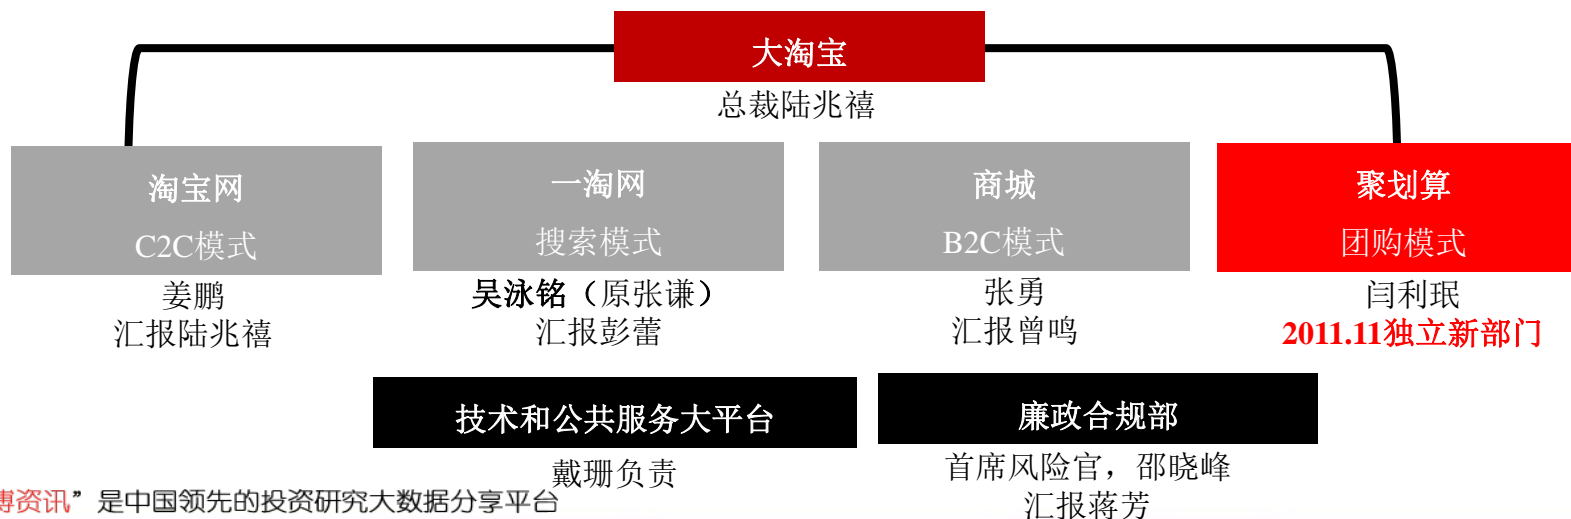 大淘宝
总裁陆兆禧
淘宝网
C2C模式
姜鹏
汇报陆兆禧
一淘网
搜索模式
吴泳铭（原张谦）
汇报彭蕾
商城
B2C模式
张勇
汇报曾鸣
聚划算
团购模式
闫利珉
2011.11独立新部门
技术和公共服务大平台
戴珊负责
廉政合规部
首席风险官，邵晓峰
汇报蒋芳
博资讯”是中国领先的投资研究大数据分享平台